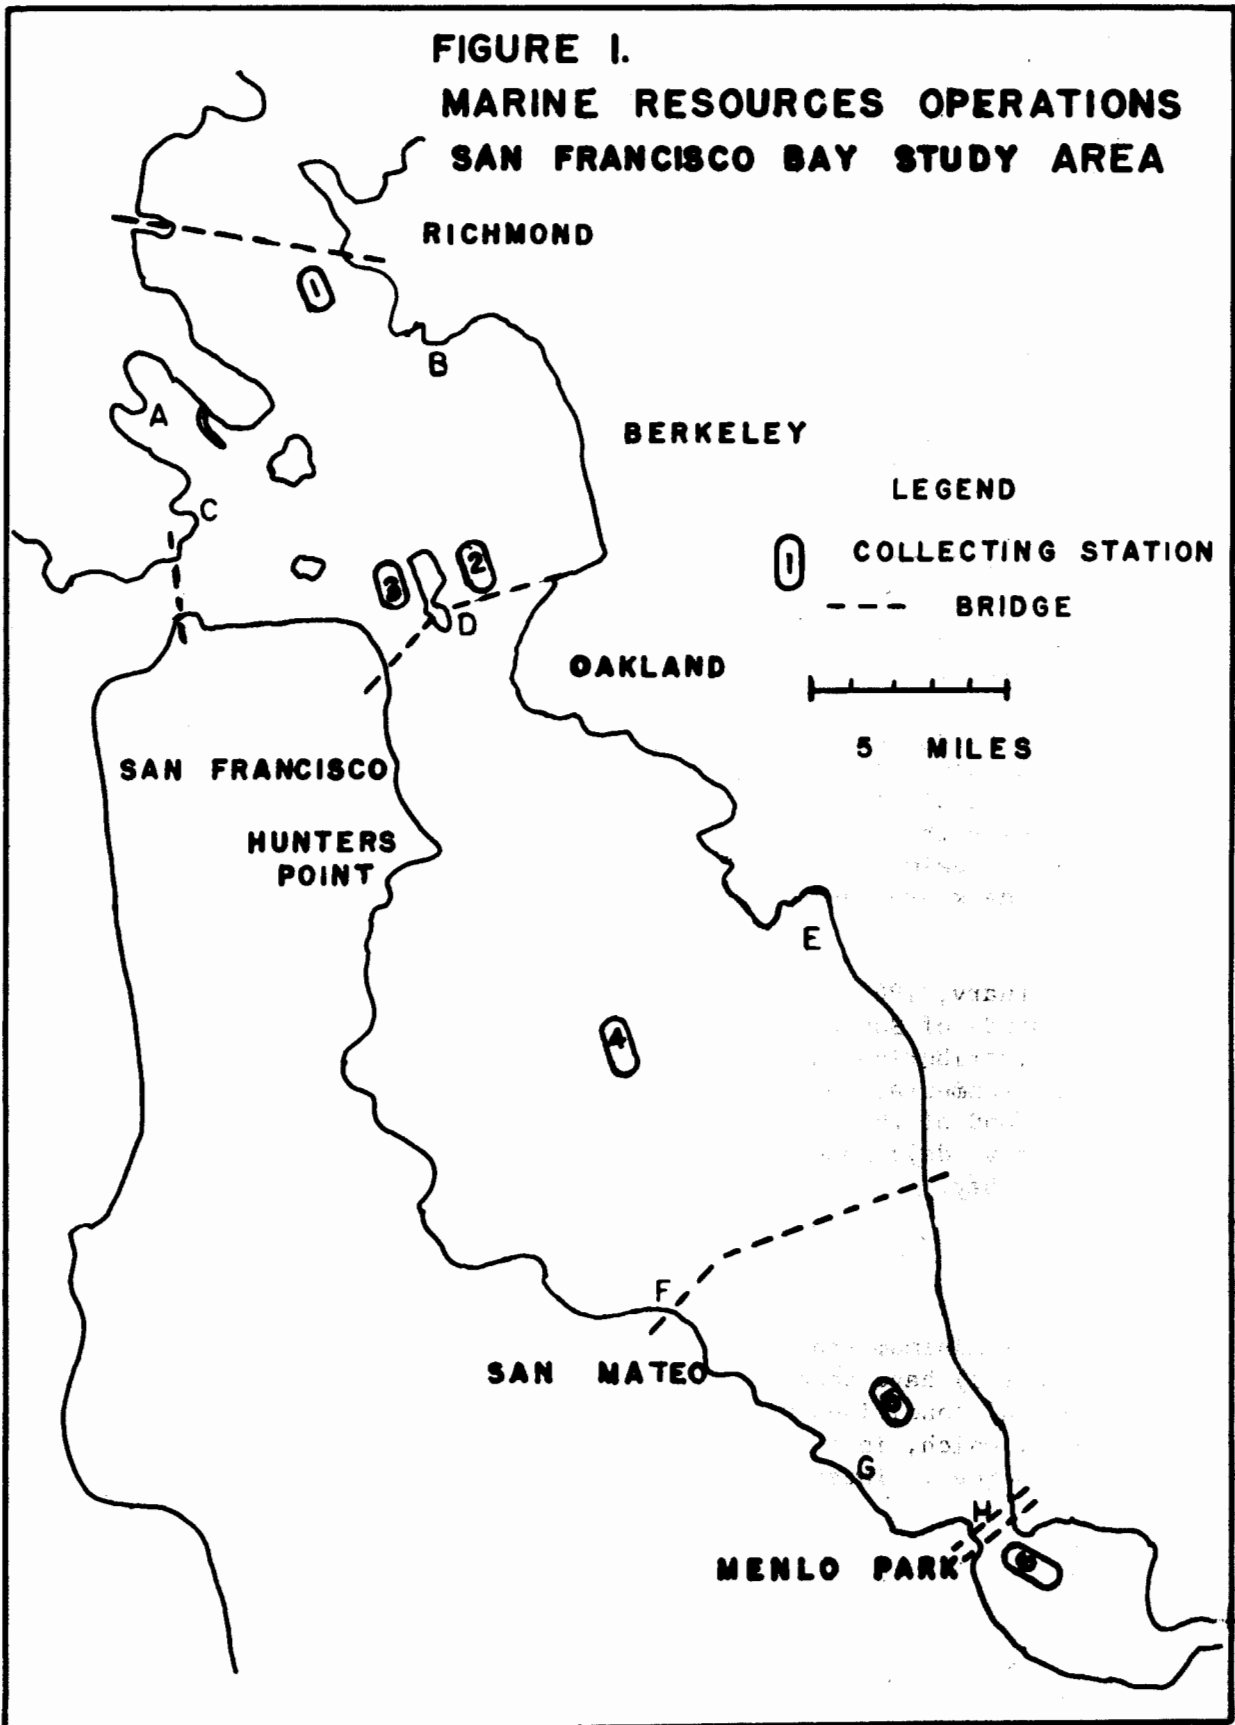 FIGURE 1.
MARINE RESOURCES OPERATIONS
SAN FRANCISCO BAY STUDY AREA
RICHMOND
1
B
A
BERKELEY
LEGEND
C
1 COLLECTING STATION
2
3
--- BRIDGE
D
OAKLAND
5 MILES
SAN FRANCISCO
HUNTERS
POINT
E
4
F
SAN MATEO
5
G
H
MENLO PARK
6